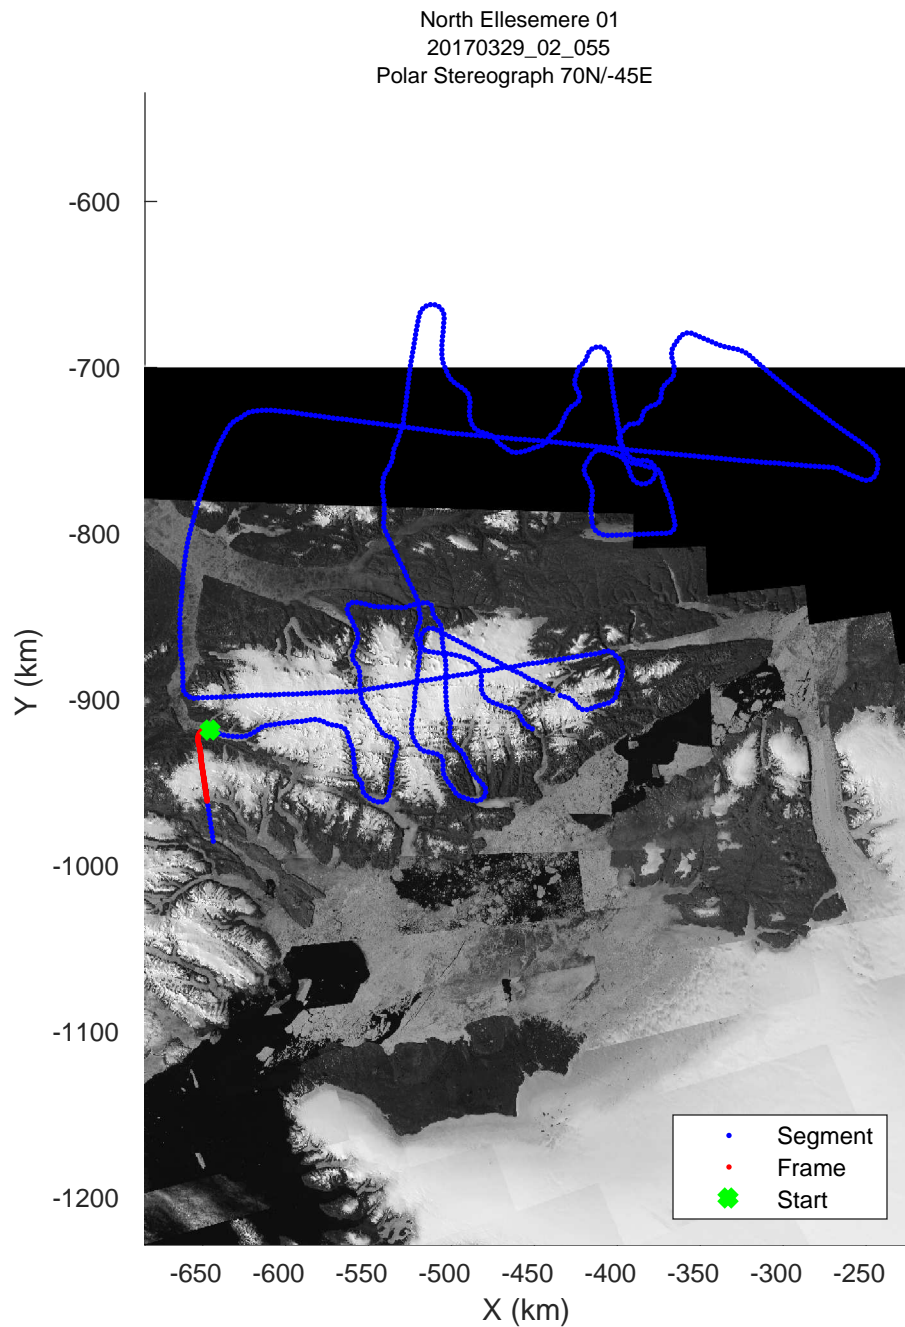 North Ellesemere 01
20170329_02_055
Polar Stereograph 70N/-45E
-600
-700
-800
-900
-1000
-1100
-1200
Y (km)
-650 -600 -550 -500 -450 -400 -350 -300 -250
X (km)
Segment
Frame
Start